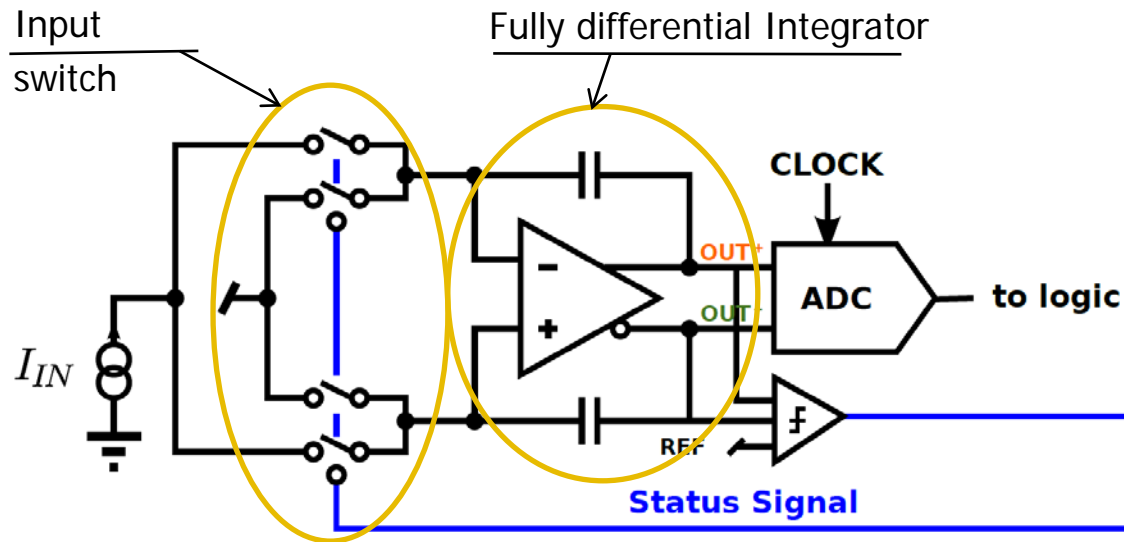 Input
switch
Fully differential Integrator
CLOCK
OUT+
ADC
to logic
OUT-
I_IN
REF
Status Signal